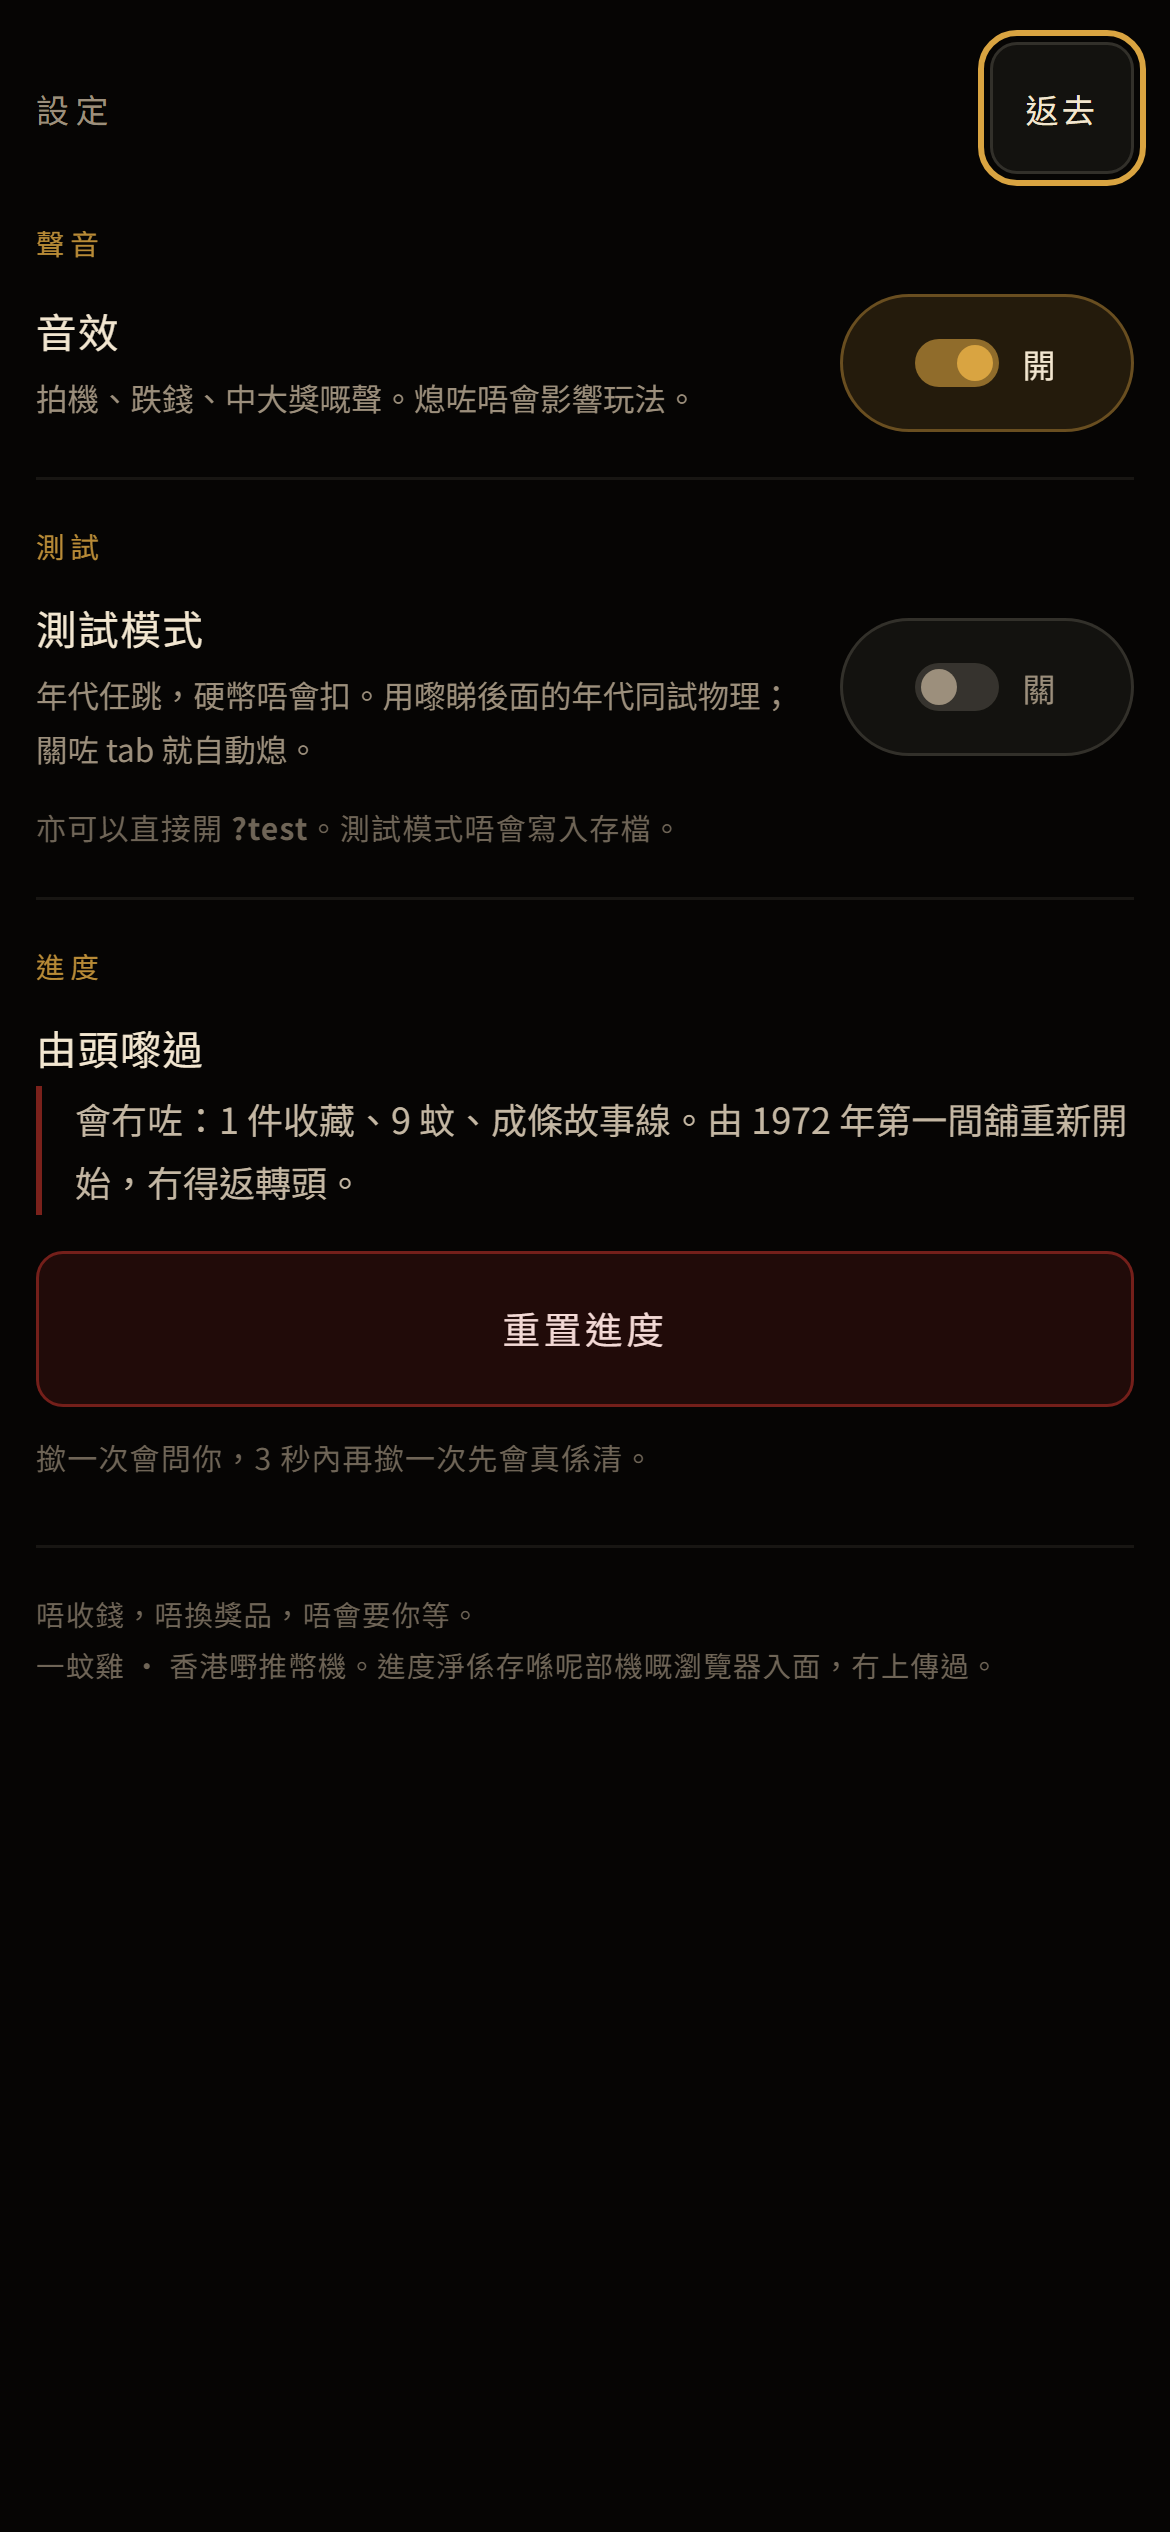 設定
返去
聲音
音效
開
拍機、跌錢、中大獎嘅聲。熄咗唔會影響玩法。
測試
測試模式
年代任跳，硬幣唔會扣。用嚟睇後面的年代同試物理；
關咗 tab 就自動熄。
關
亦可以直接開 ?test。測試模式唔會寫入存檔。
進度
由頭嚟過
會冇咗：1 件收藏、9 蚊、成條故事線。由 1972 年第一間舖重新開
始，冇得返轉頭。
重置進度
撳一次會問你，3 秒內再撳一次先會真係清。
唔收錢，唔換獎品，唔會要你等。
一蚊雞 · 香港嘢推幣機。進度淨係存喺呢部機嘅瀏覽器入面，冇上傳過。